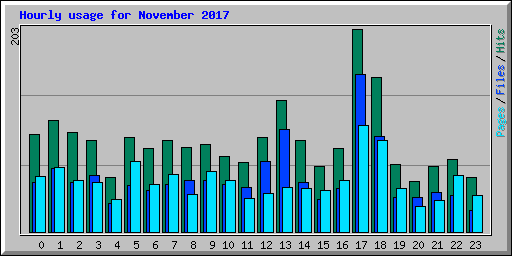 Hourly usage for November 2017
203
Pages / Files / Hits
0 1 2 3 4 5 6 7 8 9 10 11 12 13 14 15 16 17 18 19 20 21 22 23